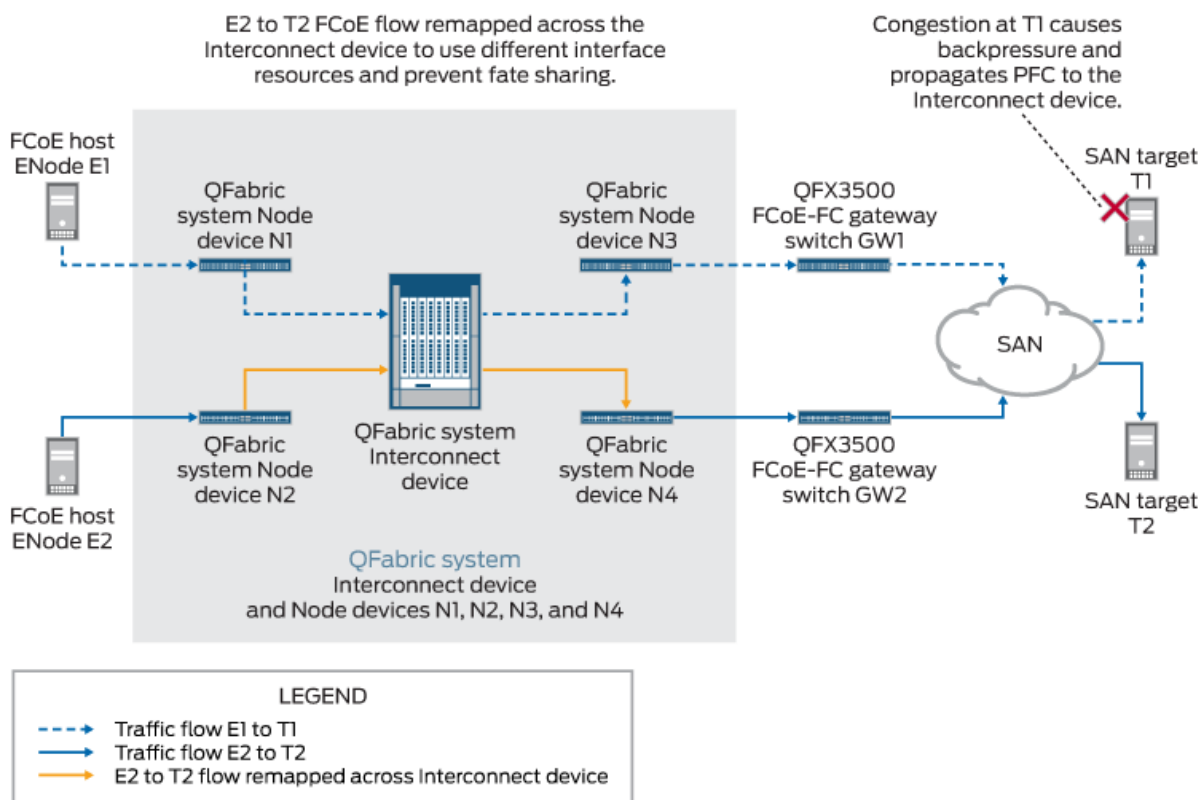 E2 to T2 FCoE flow remapped across the
Interconnect device to use different interface
resources and prevent fate sharing.
Congestion at T1 causes
backpressure and
propagates PFC to the
Interconnect device.
FCoE host
ENode E1
QFabric
system Node
device N1
QFabric
system Node
device N3
QFX3500
FCoE-FC gateway
switch GW1
SAN target
T1
SAN
QFabric
system Node
device N2
QFabric system
Interconnect
device
QFabric
system Node
device N4
QFX3500
FCoE-FC gateway
switch GW2
FCoE host
ENode E2
SAN target
T2
QFabric system
Interconnect device
and Node devices N1, N2, N3, and N4
LEGEND
Traffic flow E1 to T1
Traffic flow E2 to T2
E2 to T2 flow remapped across Interconnect device